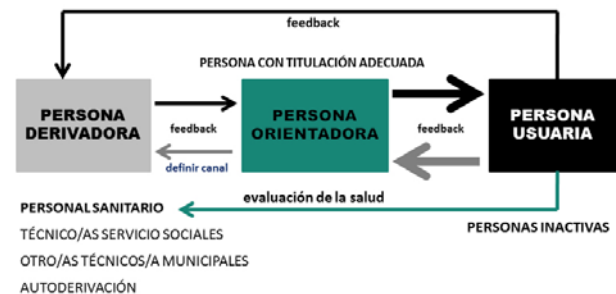 feedback
PERSONA CON TITULACIÓN ADECUADA
PERSONA
DERIVADORA
feedback
definir canal
PERSONA
ORIENTADORA
feedback
PERSONA
USUARIA
evaluación de la salud
PERSONAL SANITARIO
PERSONAS INACTIVAS
TÉCNICO/AS SERVICIO SOCIALES
OTRO/AS TÉCNICOS/A MUNICIPALES
AUTODERIVACIÓN